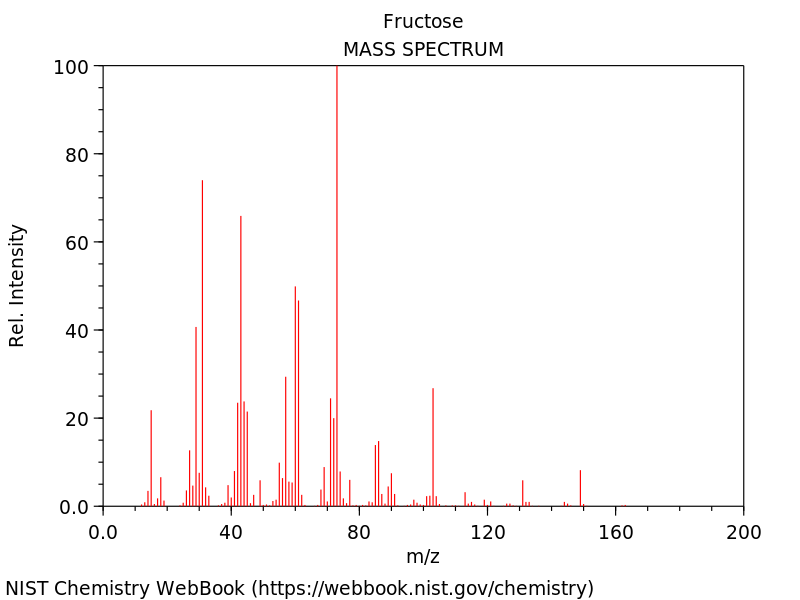 Fructose
MASS SPECTRUM
100
80
60
40
20
0.0
Rel. Intensity
0.0 40 80 120 160 200
m/z
NIST Chemistry WebBook (https://webbook.nist.gov/chemistry)